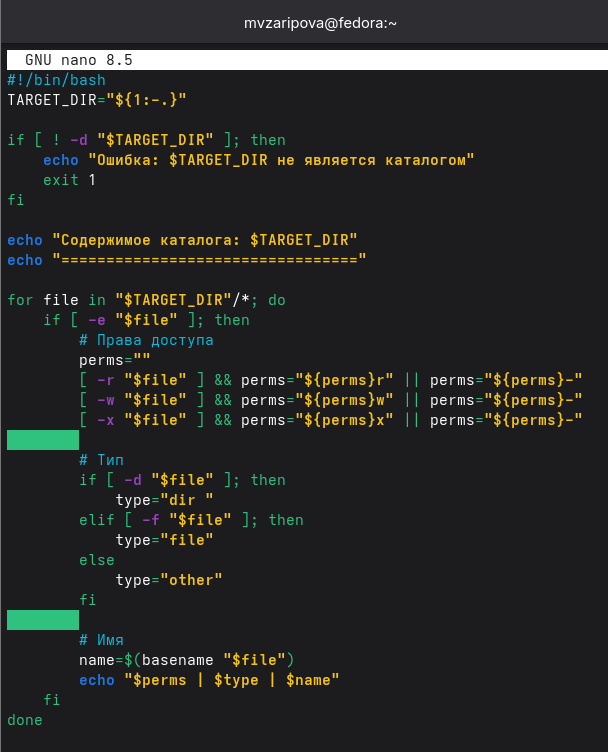 mvzaripova@fedora:~
GNU nano 8.5
#!/bin/bash
TARGET_DIR="${1:-.}"

if [ ! -d "$TARGET_DIR" ]; then
    echo "Ошибка: $TARGET_DIR не является каталогом"
    exit 1
fi

echo "Содержимое каталога: $TARGET_DIR"
echo "================================="

for file in "$TARGET_DIR"/*; do
    if [ -e "$file" ]; then
        # Права доступа
        perms=""
        [ -r "$file" ] && perms="${perms}r" || perms="${perms}-"
        [ -w "$file" ] && perms="${perms}w" || perms="${perms}-"
        [ -x "$file" ] && perms="${perms}x" || perms="${perms}-"

        # Тип
        if [ -d "$file" ]; then
            type="dir "
        elif [ -f "$file" ]; then
            type="file"
        else
            type="other"
        fi

        # Имя
        name=$(basename "$file")
        echo "$perms | $type | $name"
    fi
done